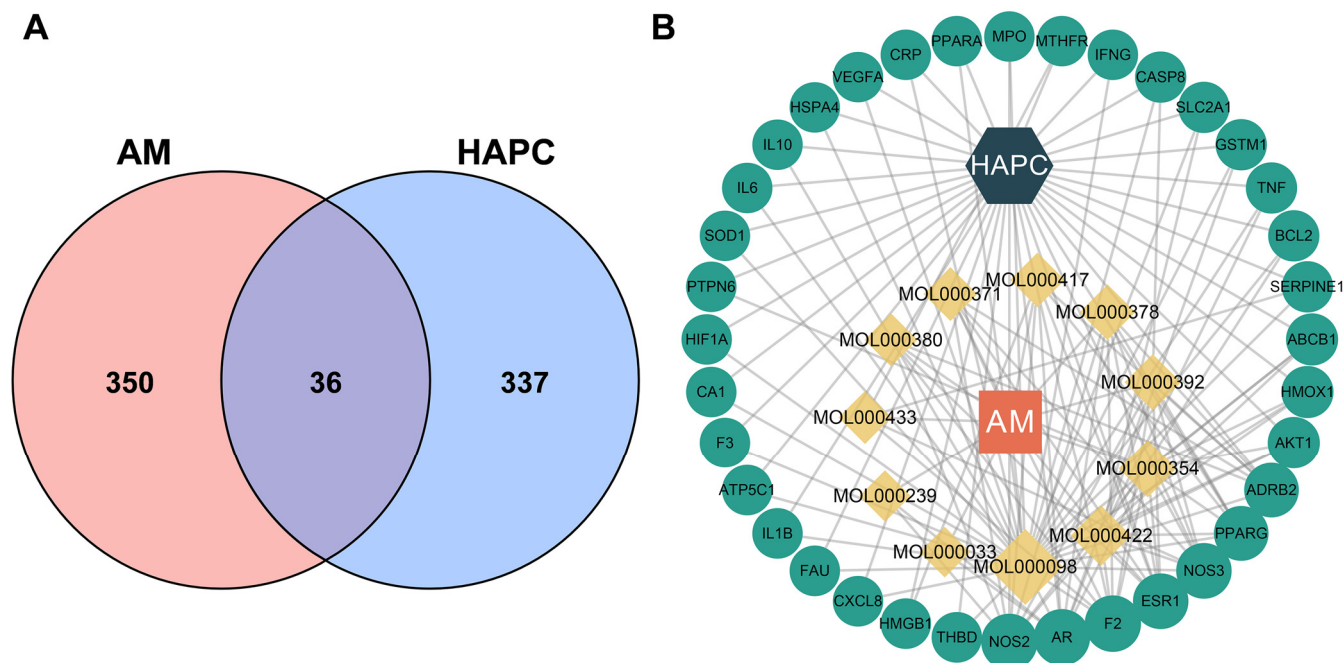 A
AM
HAPC
350
36
337
B
MPO
MTHFR
IFNG
CASP8
SLC2A1
GSTM1
TNF
BCL2
SERPINE1
ABCB1
HMOX1
AKT1
ADRB2
PPARG
NOS3
ESR1
F2
AR
NOS2
THBD
HMGB1
CXCL8
FAU
IL1B
ATP5C1
F3
CA1
HIF1A
PTPN6
SOD1
IL6
IL10
HSPA4
VEGFA
CRP
PPARA
HAPC
MOL000417
MOL000371
MOL000378
MOL000380
MOL000392
AM
MOL000433
MOL000354
MOL000239
MOL000422
MOL000033
MOL000098